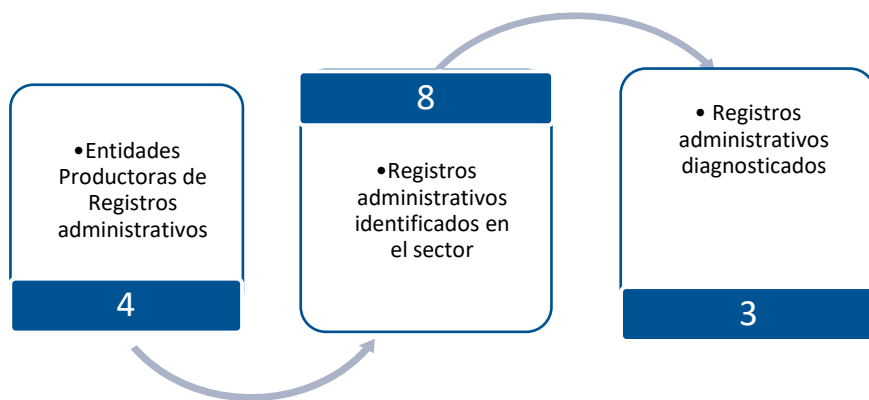 •Entidades
Productoras de
Registros
administrativos
4
8
•Registros
administrativos
identificados en
el sector
• Registros
administrativos
diagnosticados
3